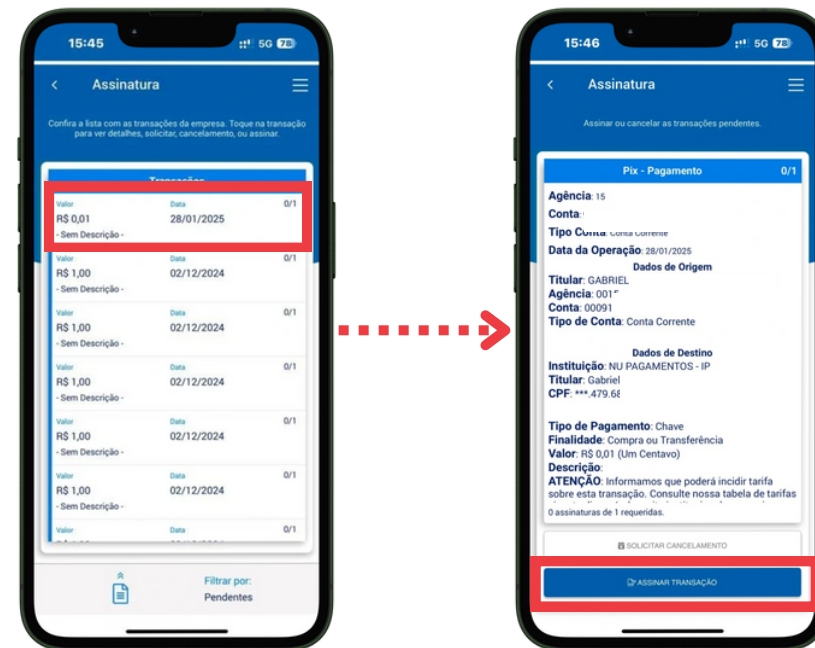 15:45
5G 78
Assinatura
Confira a lista com as transações da empresa. Toque na transação
para ver detalhes, solicitar, cancelamento, ou assinar.
Transações
Valor Data 0/1
R$ 0,01 28/01/2025
- Sem Descrição -
Valor Data 0/1
R$ 1,00 02/12/2024
- Sem Descrição -
Valor Data 0/1
R$ 1,00 02/12/2024
- Sem Descrição -
Valor Data 0/1
R$ 1,00 02/12/2024
- Sem Descrição -
Valor Data 0/1
R$ 1,00 02/12/2024
- Sem Descrição -
Valor Data 0/1
R$ 1,00 02/12/2024
- Sem Descrição -
Valor Data 0/1
Filtrar por:
Pendentes
15:46
5G 78
Assinatura
Assinar ou cancelar as transações pendentes.
Pix - Pagamento 0/1
Agência: 15
Conta:
Tipo Conta: Conta Corrente
Data da Operação: 28/01/2025
Dados de Origem
Titular: GABRIEL
Agência: 001
Conta: 00091
Tipo de Conta: Conta Corrente
Dados de Destino
Instituição: NU PAGAMENTOS - IP
Titular: Gabriel
CPF: ***.479.68
Tipo de Pagamento: Chave
Finalidade: Compra ou Transferência
Valor: R$ 0,01 (Um Centavo)
Descrição:
ATENÇÃO: Informamos que poderá incidir tarifa
sobre esta transação. Consulte nossa tabela de tarifas
0 assinaturas de 1 requeridas.
SOLICITAR CANCELAMENTO
ASSINAR TRANSAÇÃO